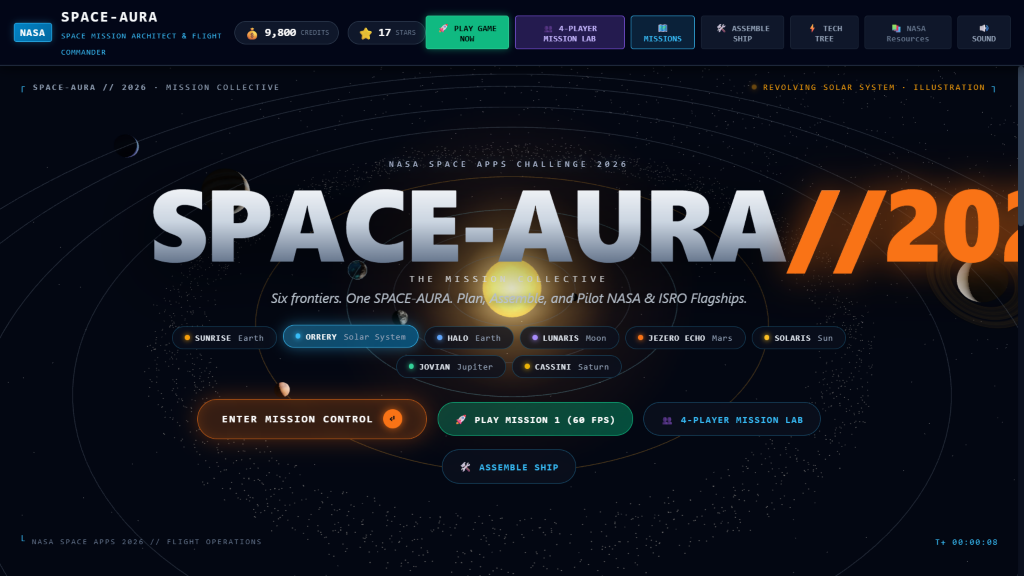 NASA
SPACE-AURA
SPACE MISSION ARCHITECT & FLIGHT
COMMANDER
9,800 CREDITS
17 STARS
PLAY GAME
NOW
4-PLAYER
MISSION LAB
MISSIONS
ASSEMBLE
SHIP
TECH
TREE
NASA
Resources
SOUND
SPACE-AURA // 2026 · MISSION COLLECTIVE
REVOLVING SOLAR SYSTEM · ILLUSTRATION
NASA SPACE APPS CHALLENGE 2026
SPACE-AURA//202
THE MISSION COLLECTIVE
Six frontiers. One SPACE-AURA. Plan, Assemble, and Pilot NASA & ISRO Flagships.
SUNRISE Earth
ORRERY Solar System
HALO Earth
LUNARIS Moon
JEZERO ECHO Mars
SOLARIS Sun
JOVIAN Jupiter
CASSINI Saturn
ENTER MISSION CONTROL
PLAY MISSION 1 (60 FPS)
4-PLAYER MISSION LAB
ASSEMBLE SHIP
NASA SPACE APPS 2026 // FLIGHT OPERATIONS
T+ 00:00:08